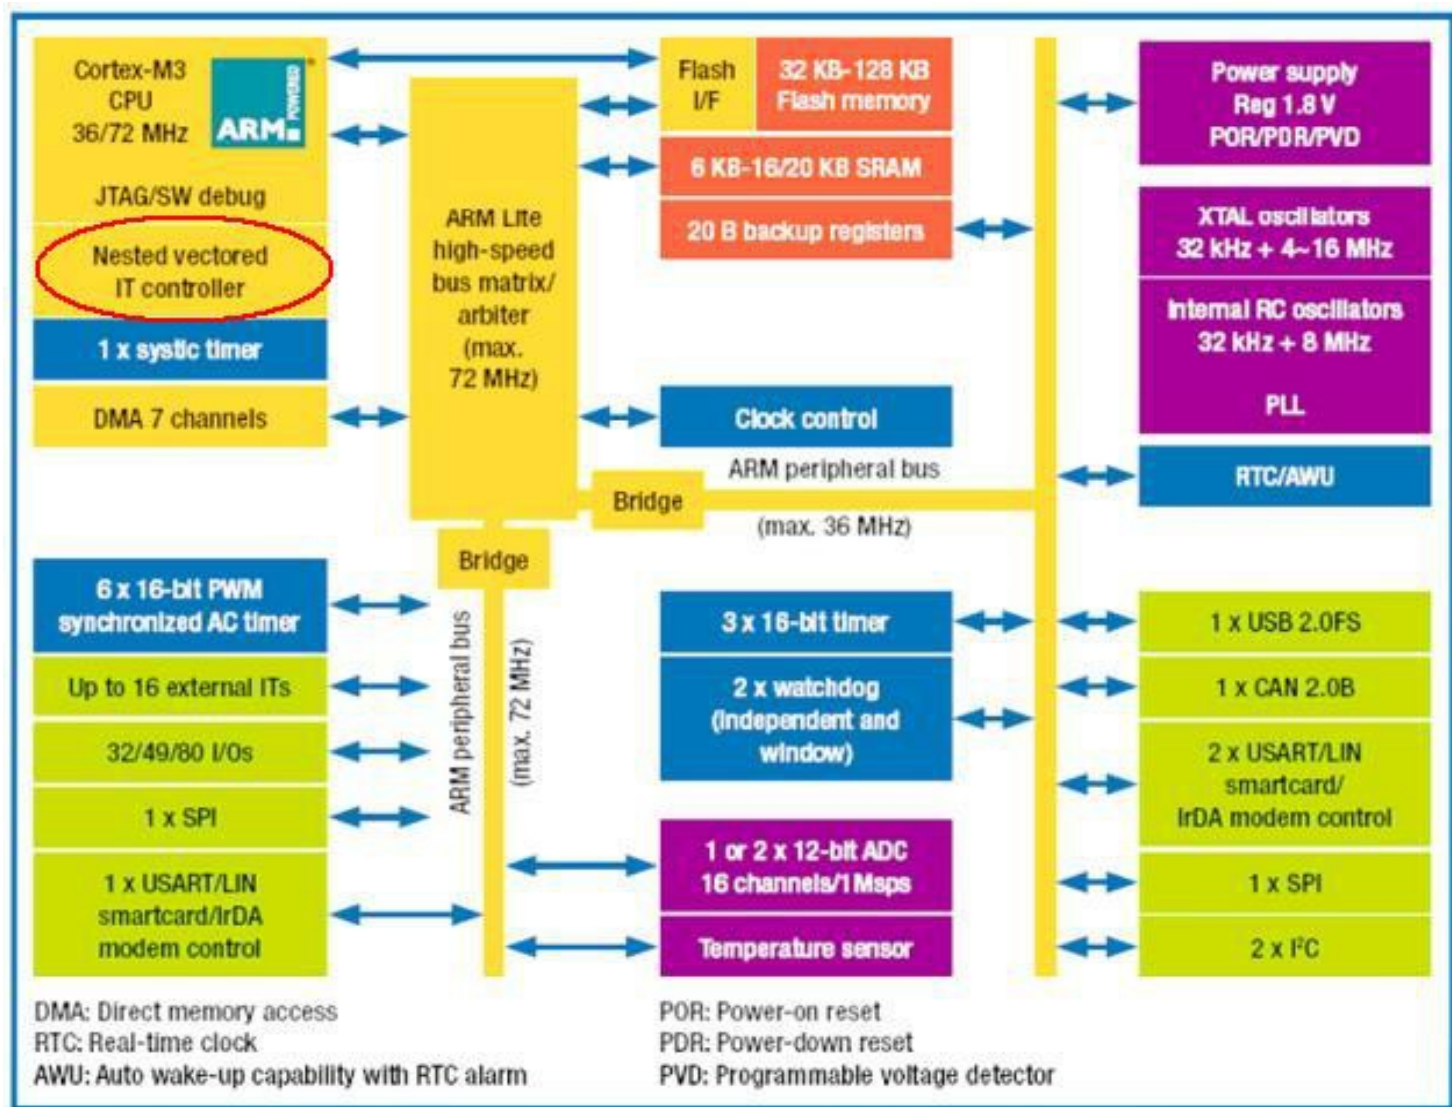 Cortex-M3
CPU
36/72 MHz
ARM
POWERED
®
JTAG/SW debug
Nested vectored
IT controller
1 x systic timer
DMA 7 channels
ARM Lite
high-speed
bus matrix/
arbiter
(max.
72 MHz)
Flash
I/F
32 KB-128 KB
Flash memory
6 KB-16/20 KB SRAM
20 B backup registers
Clock control
ARM peripheral bus
(max. 36 MHz)
Bridge
Bridge
Power supply
Reg 1.8 V
POR/PDR/PVD
XTAL oscillators
32 kHz + 4~16 MHz
Internal RC oscillators
32 kHz + 8 MHz
PLL
RTC/AWU
6 x 16-bit PWM
synchronized AC timer
Up to 16 external ITs
32/49/80 I/Os
1 x SPI
1 x USART/LIN
smartcard/IrDA
modem control
ARM peripheral bus
(max. 72 MHz)
3 x 16-bit timer
2 x watchdog
(independent and
window)
1 or 2 x 12-bit ADC
16 channels/1Msps
Temperature sensor
1 x USB 2.0FS
1 x CAN 2.0B
2 x USART/LIN
smartcard/
IrDA modem control
1 x SPI
2 x I²C
DMA: Direct memory access
RTC: Real-time clock
AWU: Auto wake-up capability with RTC alarm
POR: Power-on reset
PDR: Power-down reset
PVD: Programmable voltage detector